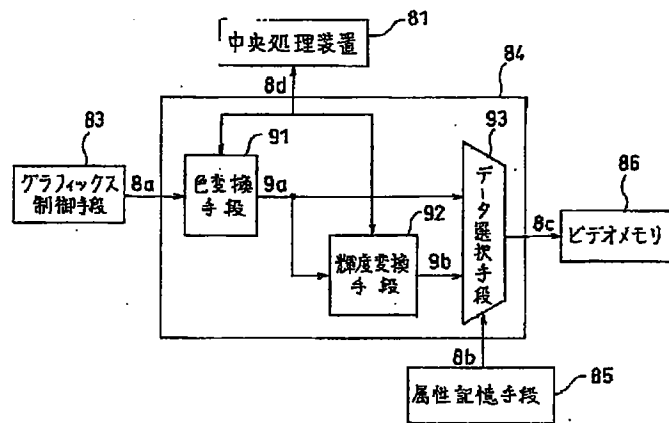 中央処理装置
81
8d
84
83
91
93
グラフィックス
制御手段
8a
色変換
手段
9a
データ選択手段
86
92
8c
ビデオメモリ
輝度変換
手段
9b
8b
85
属性記憶手段